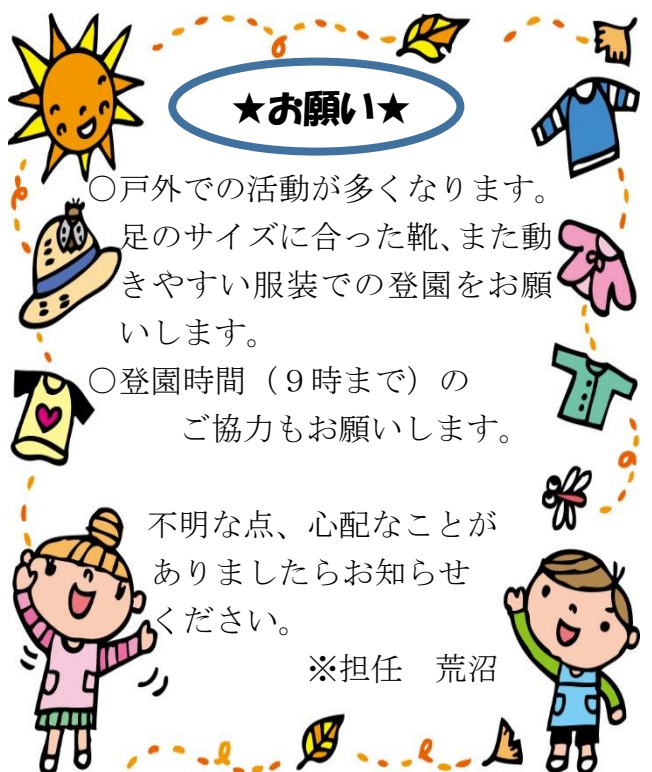 ★お願い★
○戸外での活動が多くなります。
足のサイズに合った靴、また動
きやすい服装での登園をお願
いします。
○登園時間（９時まで）の
ご協力もお願いします。
不明な点、心配なことが
ありましたらお知らせ
ください。
※担任　荒沼